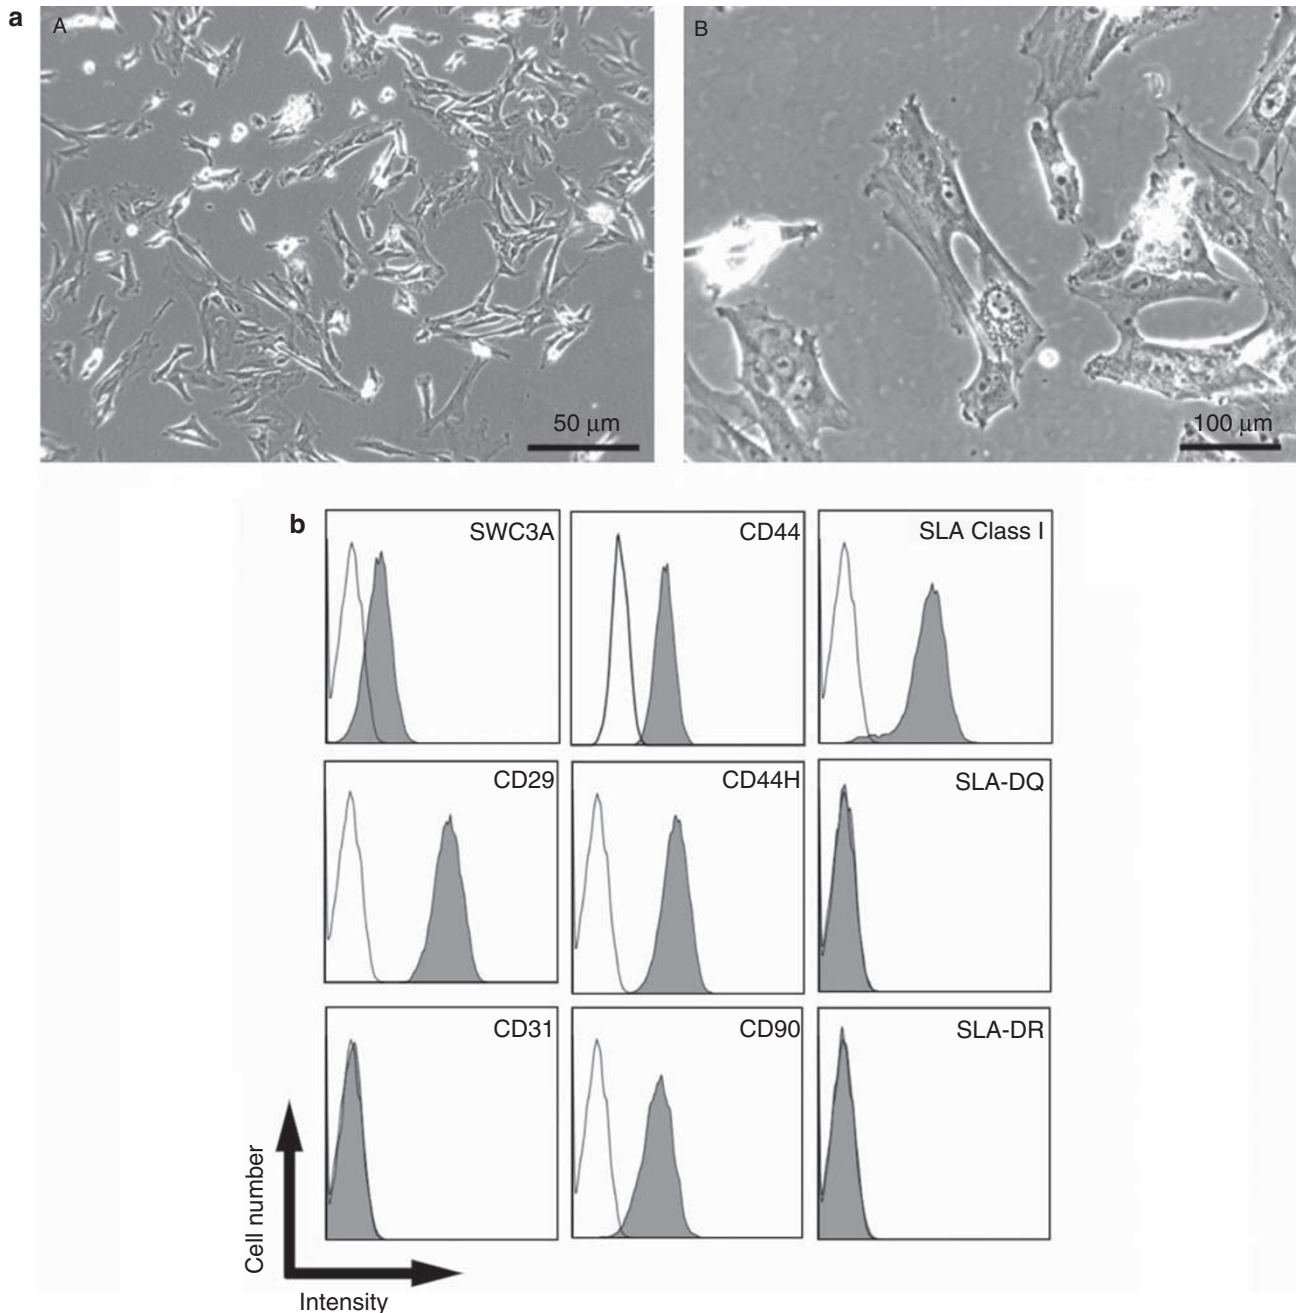 a
A
50 μm
B
100 μm
b
SWC3A
CD44
SLA Class I
CD29
CD44H
SLA-DQ
CD31
CD90
SLA-DR
Cell number
Intensity